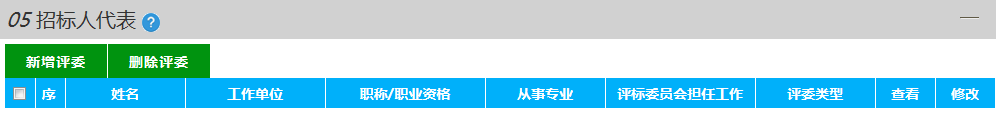 05 招标人代表 ?
新增评委 删除评委
序 姓名 工作单位 职称/职业资格 从事专业 评标委员会担任工作 评委类型 查看 修改